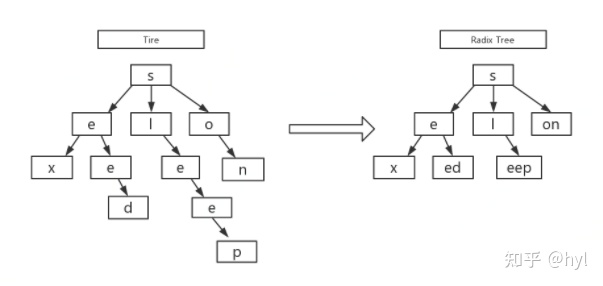 Tire
Radix Tree
s
s
e l o
e l on
x e e n
x ed eep
d e
p
知乎 @hyl